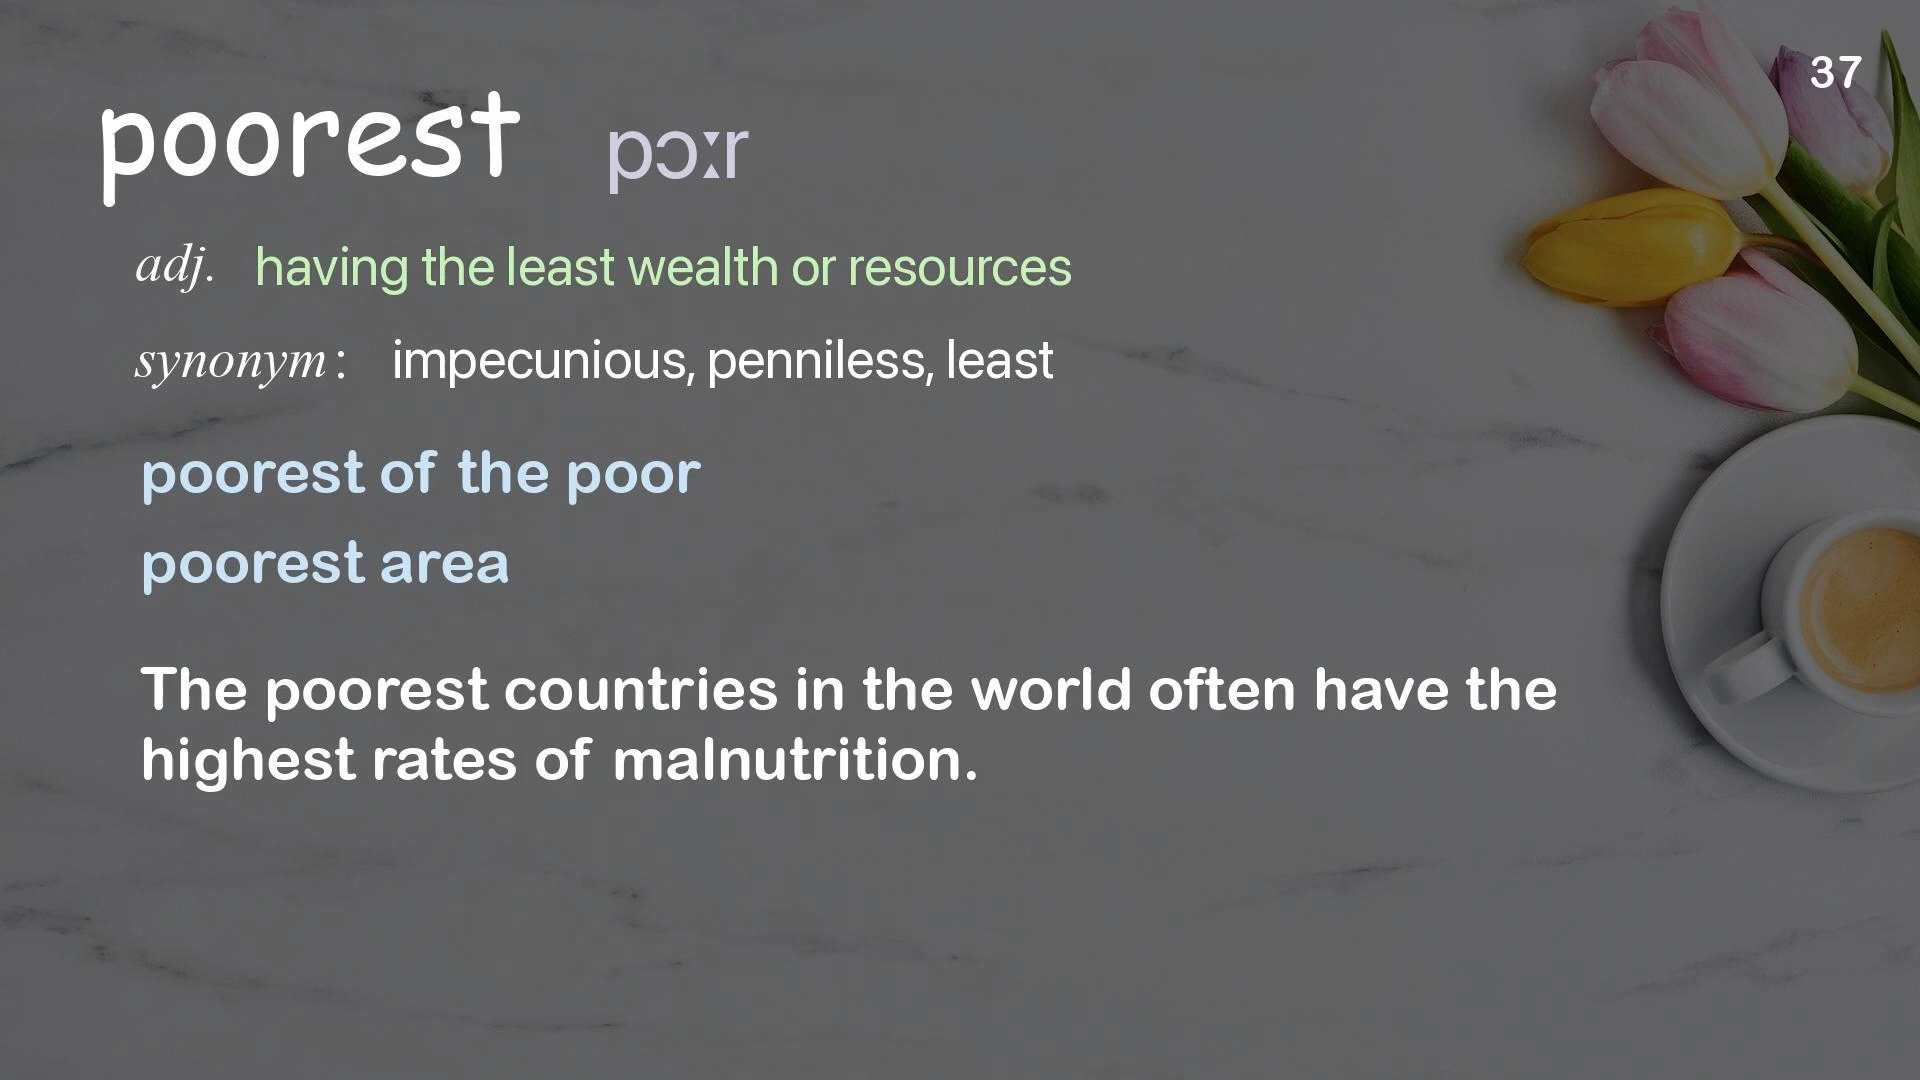 37
poorest pɔːr
adj. having the least wealth or resources
synonym : impecunious, penniless, least
poorest of the poor
poorest area
The poorest countries in the world often have the
highest rates of malnutrition.